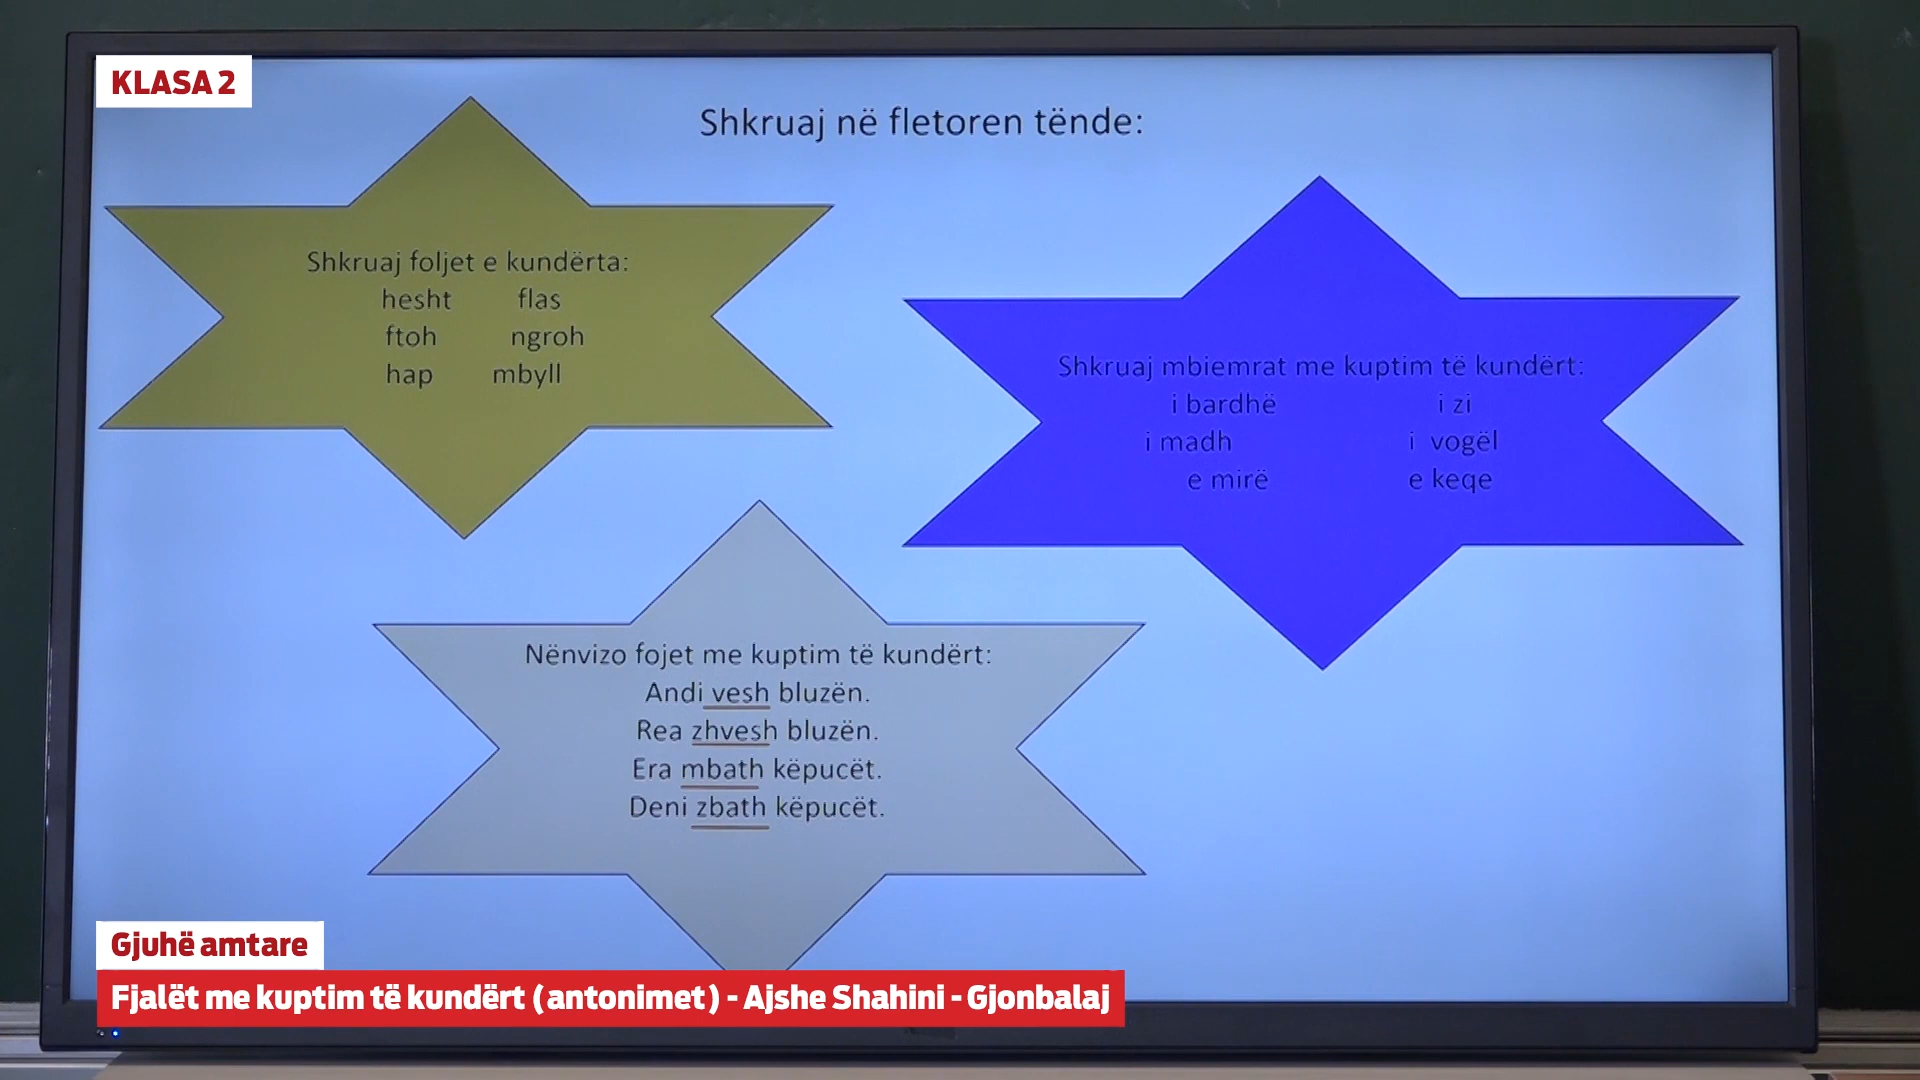 KLASA 2
Shkruaj në fletoren tënde:
Shkruaj foljet e kundërta:
hesht flas
ftoh ngroh
hap mbyll
Shkruaj mbiemrat me kuptim të kundërt:
i bardhë i zi
i madh i vogël
e mirë e keqe
Nënvizo fojet me kuptim të kundërt:
Andi vesh bluzën.
Rea zhvesh bluzën.
Era mbath këpucët.
Deni zbath këpucët.
Gjuhë amtare
Fjalët me kuptim të kundërt (antonimet) - Ajshe Shahini - Gjonbalaj